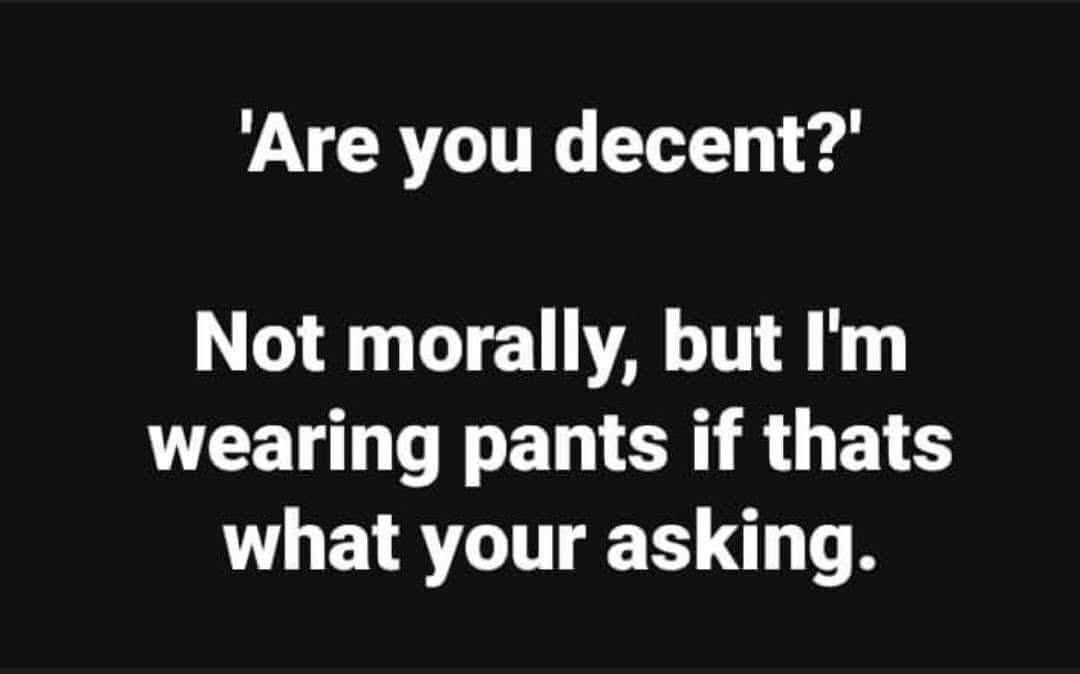 'Are you decent?'
Not morally, but I'm
wearing pants if thats
what your asking.